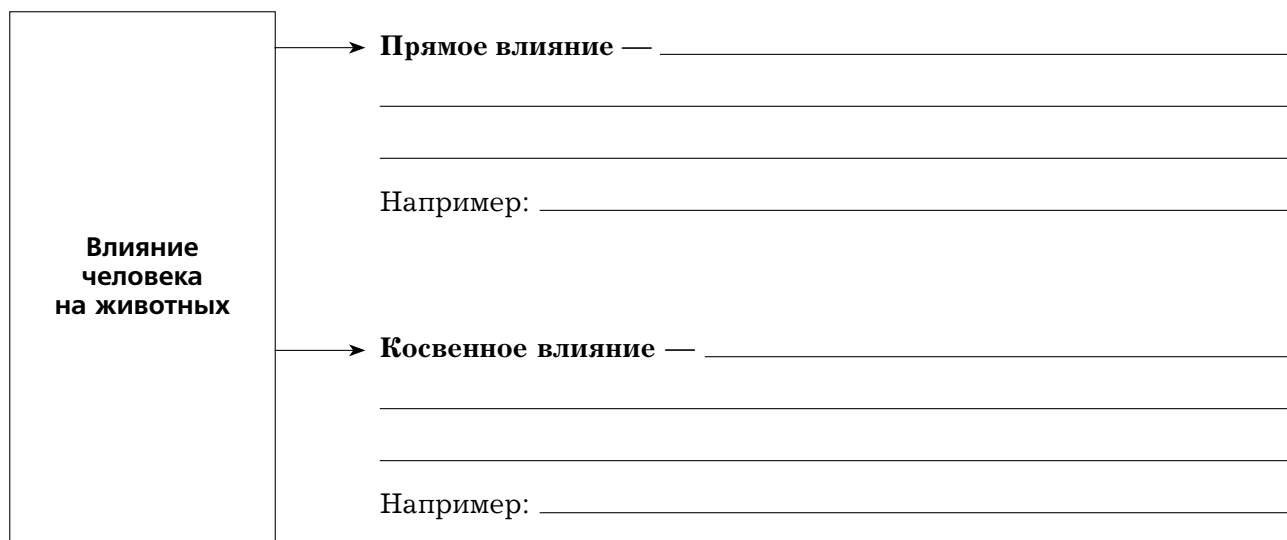 Прямое влияние —
Например:
Влияние
человека
на животных
Косвенное влияние —
Например: